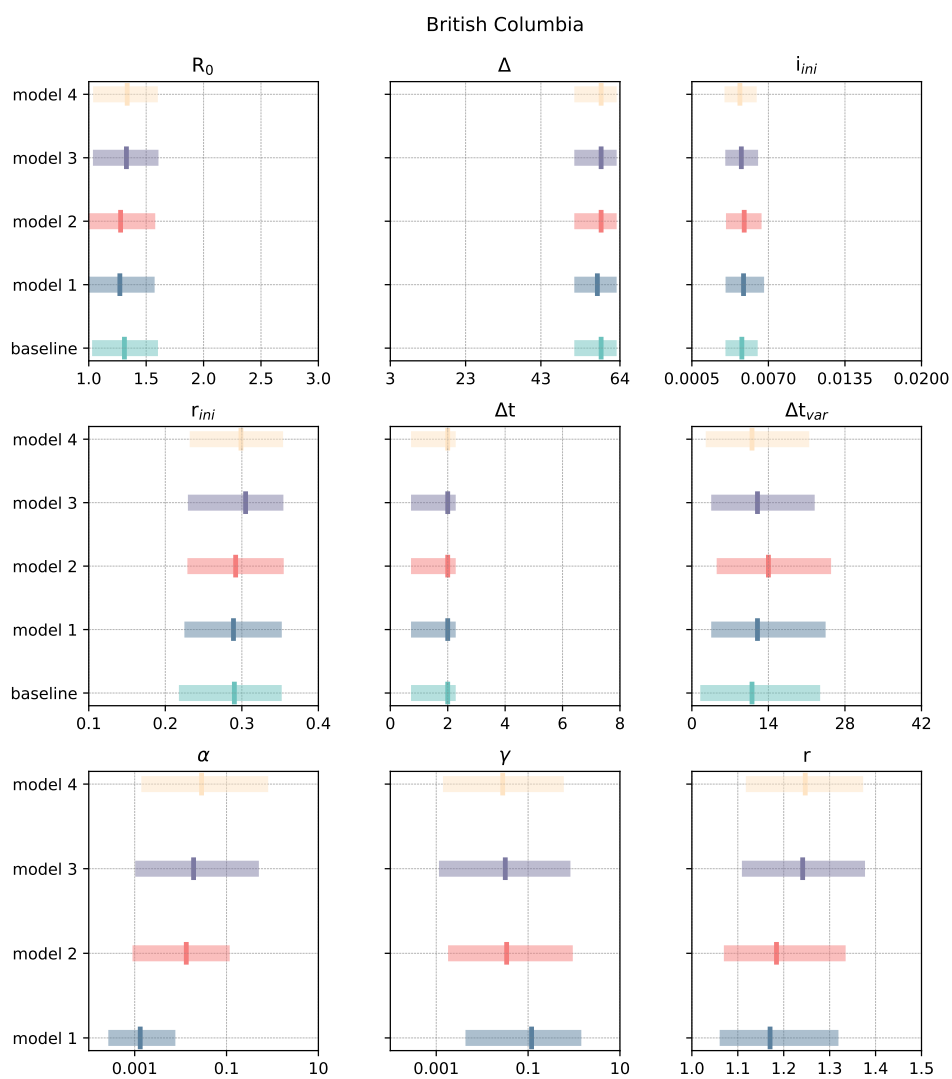 British Columbia
R₀ Δ i_ini
model 4
model 3
model 2
model 1
baseline
1.0 1.5 2.0 2.5 3.0 3 23 43 64 0.0005 0.0070 0.0135 0.0200
r_ini Δt Δt_var
model 4
model 3
model 2
model 1
baseline
0.1 0.2 0.3 0.4 0 2 4 6 8 0 14 28 42
α γ r
model 4
model 3
model 2
model 1
0.001 0.1 10 0.001 0.1 10 1.0 1.1 1.2 1.3 1.4 1.5